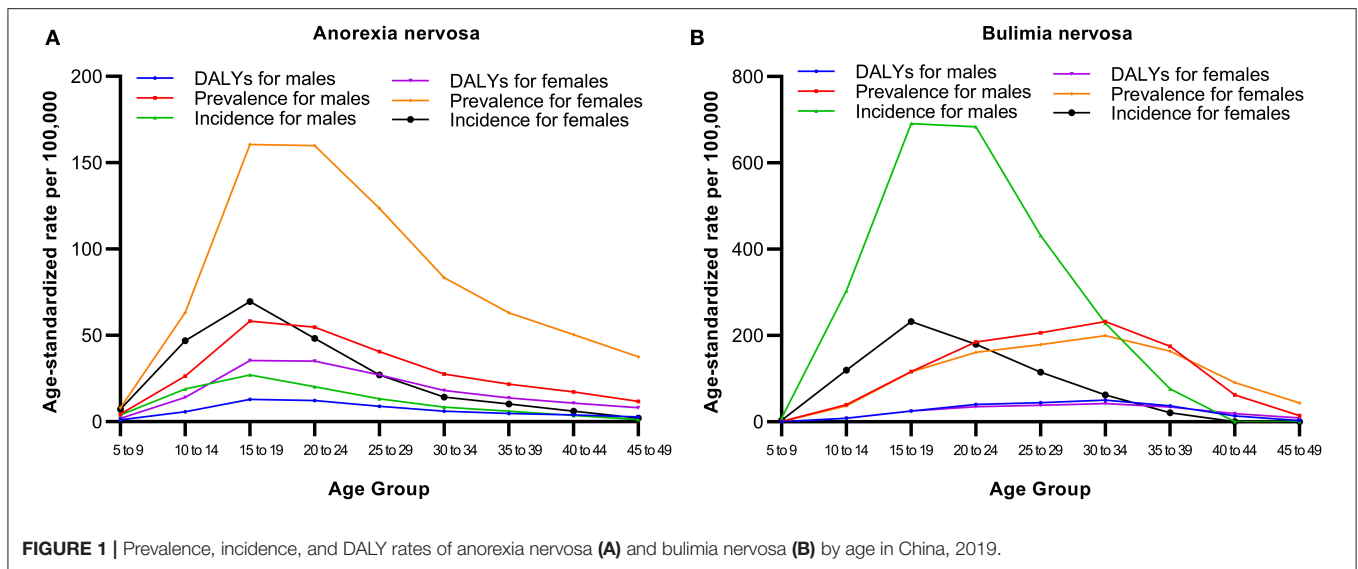 A
Anorexia nervosa
200
150
100
50
0
Age-standardized rate per 100,000
DALYs for males
Prevalence for males
Incidence for males
DALYs for females
Prevalence for females
Incidence for females
5 to 9 10 to 14 15 to 19 20 to 24 25 to 29 30 to 34 35 to 39 40 to 44 45 to 49
Age Group
B
Bulimia nervosa
800
600
400
200
0
Age-standardized rate per 100,000
DALYs for males
Prevalence for males
Incidence for males
DALYs for females
Prevalence for females
Incidence for females
5 to 9 10 to 14 15 to 19 20 to 24 25 to 29 30 to 34 35 to 39 40 to 44 45 to 49
Age Group
FIGURE 1 | Prevalence, incidence, and DALY rates of anorexia nervosa (A) and bulimia nervosa (B) by age in China, 2019.